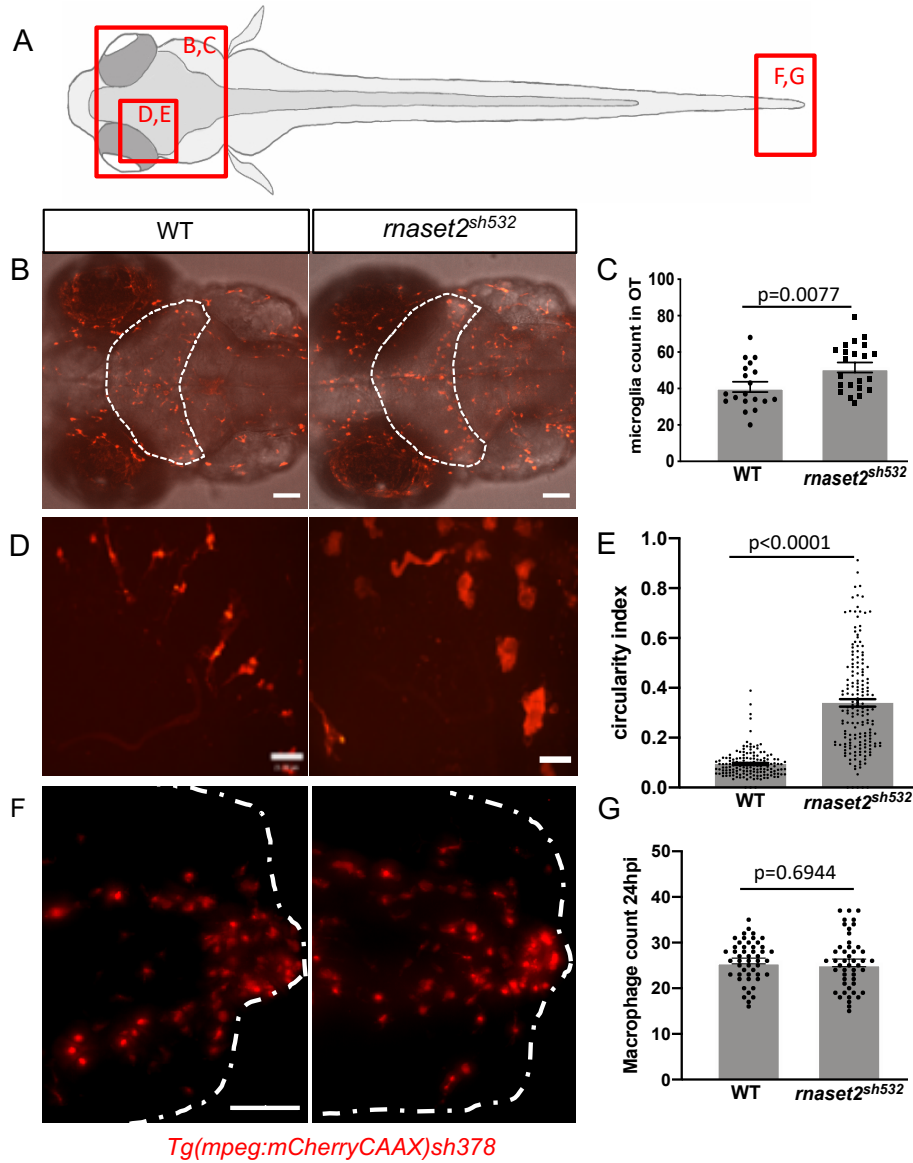 A
B,C
D,E
F,G
WT
rnaset2sh532
B
C
microglia count in OT
100
80
60
40
20
0
p=0.0077
WT
rnaset2sh532
D
E
circularity index
1.0
0.8
0.6
0.4
0.2
0.0
p<0.0001
WT
rnaset2sh532
F
G
Macrophage count 24hpi
50
40
30
20
10
0
p=0.6944
WT
rnaset2sh532
Tg(mpeg:mCherryCAAX)sh378